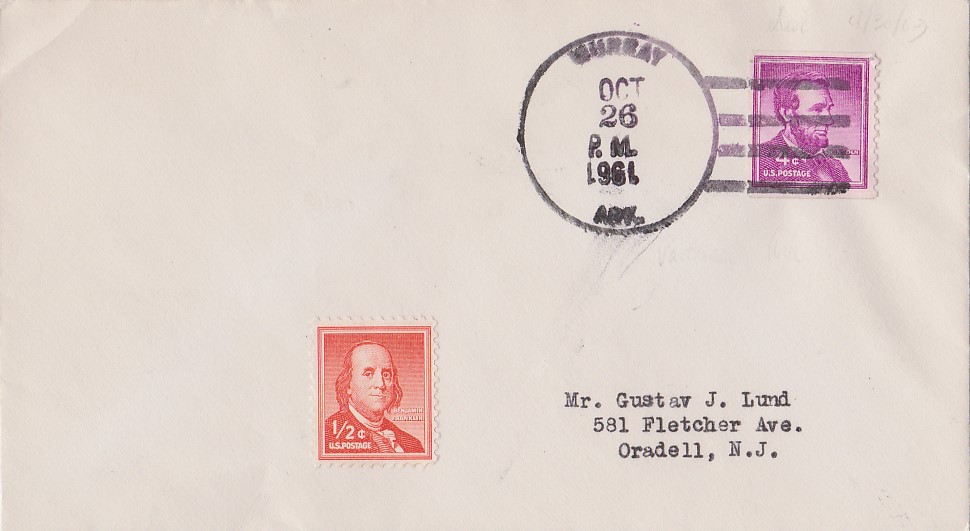 MURRAY
OCT
26
P.M.
1961
ARK.
4¢
U.S. POSTAGE
BENJAMIN
FRANKLIN
1/2¢
U.S. POSTAGE
Mr. Gustav J. Lund
581 Fletcher Ave.
Oradell, N.J.